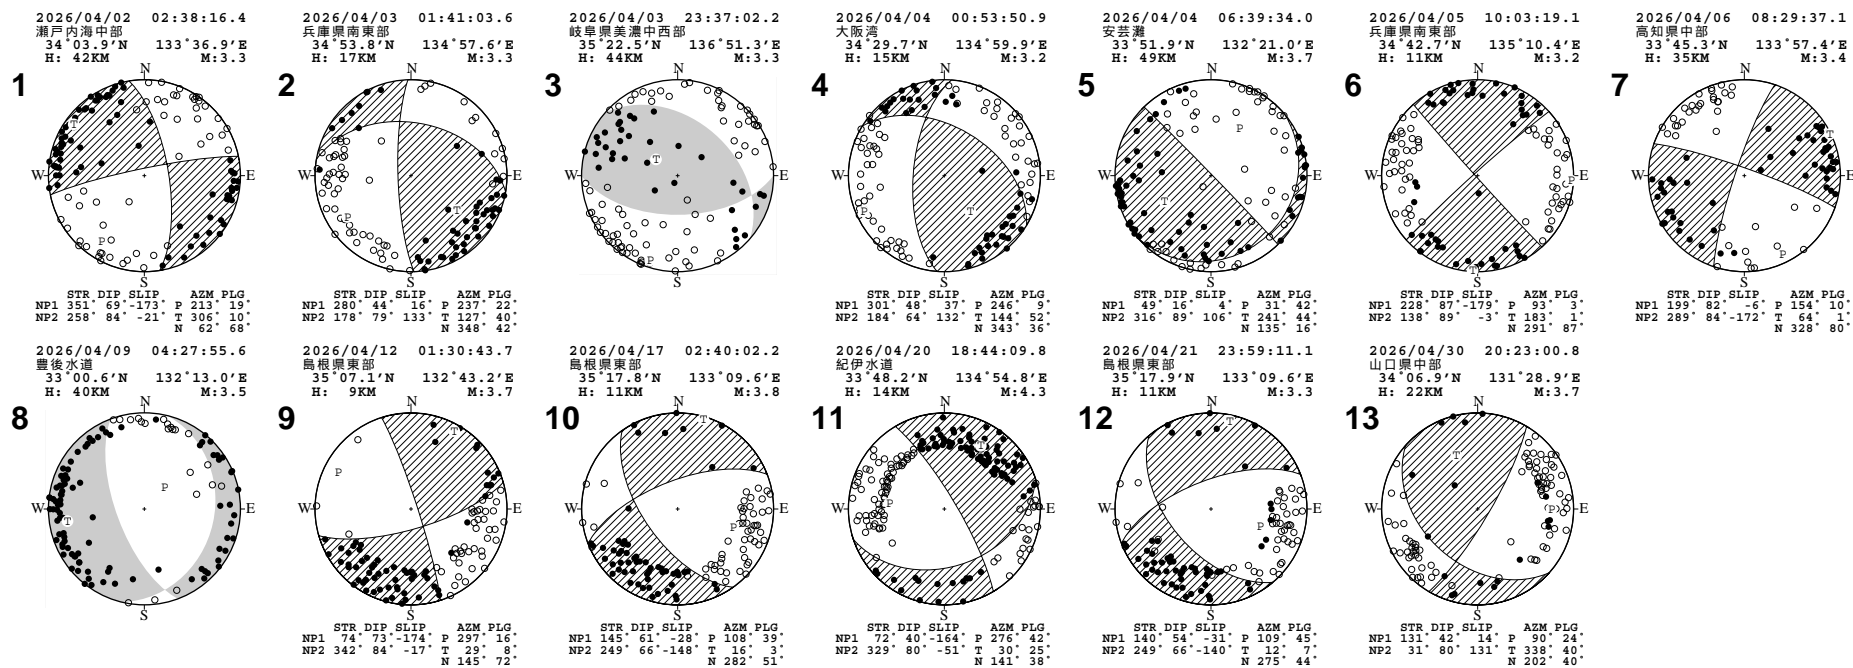 2026/04/02 02:38:16.4
瀬戸内海中部
34°03.9'N 133°36.9'E
H: 42KM M:3.3
1
N
W E
S
T
P
STR DIP SLIP AZM PLG
NP1 351° 69°-173° P 213° 19°
NP2 258° 84° -21° T 306° 10°
N 62° 68°
2026/04/03 01:41:03.6
兵庫県南東部
34°53.8'N 134°57.6'E
H: 17KM M:3.3
2
N
W E
S
T
P
STR DIP SLIP AZM PLG
NP1 280° 44° 16° P 237° 22°
NP2 178° 79° 133° T 127° 40°
N 348° 42°
2026/04/03 23:37:02.2
岐阜県美濃中西部
35°22.5'N 136°51.3'E
H: 44KM M:3.3
3
N
W E
S
T
P
2026/04/04 00:53:50.9
大阪湾
34°29.7'N 134°59.9'E
H: 15KM M:3.2
4
N
W E
S
P
T
STR DIP SLIP AZM PLG
NP1 301° 48° 37° P 246° 9°
NP2 184° 64° 132° T 144° 52°
N 343° 36°
2026/04/04 06:39:34.0
安芸灘
33°51.9'N 132°21.0'E
H: 49KM M:3.7
5
N
W E
S
P
T
STR DIP SLIP AZM PLG
NP1 49° 16° 4° P 31° 42°
NP2 316° 89° 106° T 241° 44°
N 135° 16°
2026/04/05 10:03:19.1
兵庫県南東部
34°42.7'N 135°10.4'E
H: 11KM M:3.2
6
N
W E
S
P
T
STR DIP SLIP AZM PLG
NP1 228° 87°-179° P 93° 3°
NP2 138° 89° -3° T 183° 1°
N 291° 87°
2026/04/06 08:29:37.1
高知県中部
33°45.3'N 133°57.4'E
H: 35KM M:3.4
7
N
W E
S
T
P
STR DIP SLIP AZM PLG
NP1 199° 82° -6° P 154° 10°
NP2 289° 84°-172° T 64° 1°
N 328° 80°
2026/04/09 04:27:55.6
豊後水道
33°00.6'N 132°13.0'E
H: 40KM M:3.5
8
N
W E
S
P
T
2026/04/12 01:30:43.7
島根県東部
35°07.1'N 132°43.2'E
H: 9KM M:3.7
9
N
W E
S
T
P
STR DIP SLIP AZM PLG
NP1 74° 73°-174° P 297° 16°
NP2 342° 84° -17° T 29° 8°
N 145° 72°
2026/04/17 02:40:02.2
島根県東部
35°17.8'N 133°09.6'E
H: 11KM M:3.8
10
N
W E
S
T
P
STR DIP SLIP AZM PLG
NP1 145° 61° -28° P 108° 39°
NP2 249° 66°-148° T 16° 3°
N 282° 51°
2026/04/20 18:44:09.8
紀伊水道
33°48.2'N 134°54.8'E
H: 14KM M:4.3
11
N
W E
S
T
P
STR DIP SLIP AZM PLG
NP1 72° 40°-164° P 276° 42°
NP2 329° 80° -51° T 30° 25°
N 141° 38°
2026/04/21 23:59:11.1
島根県東部
35°17.9'N 133°09.6'E
H: 11KM M:3.3
12
N
W E
S
T
P
STR DIP SLIP AZM PLG
NP1 140° 54° -31° P 109° 45°
NP2 249° 66°-140° T 12° 7°
N 275° 44°
2026/04/30 20:23:00.8
山口県中部
34°06.9'N 131°28.9'E
H: 22KM M:3.7
13
N
W E
S
T
P
STR DIP SLIP AZM PLG
NP1 131° 42° 14° P 90° 24°
NP2 31° 80° 131° T 338° 40°
N 202° 40°